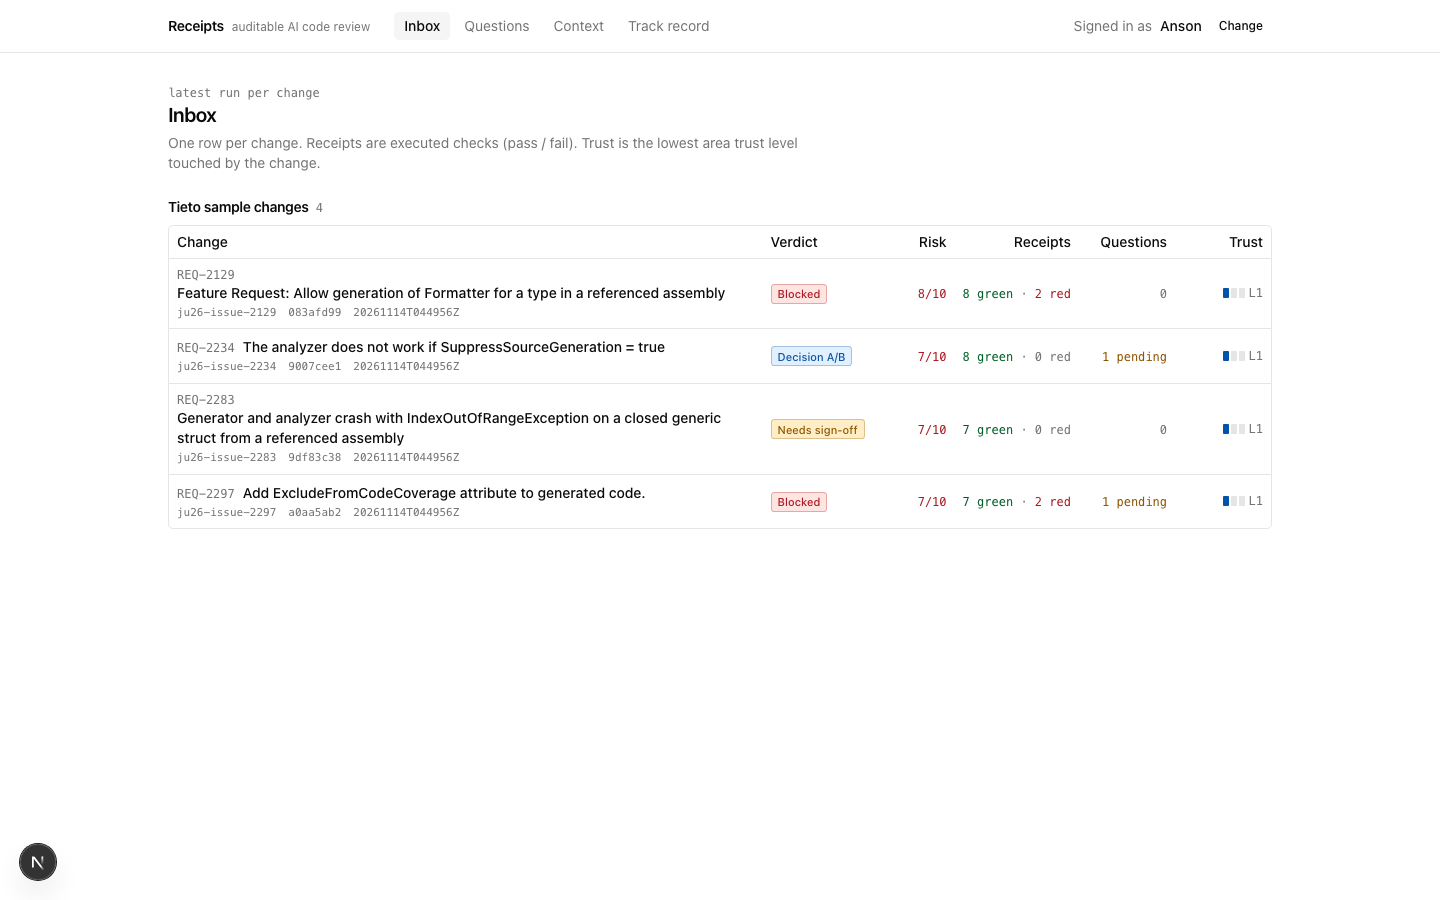 Receipts auditable AI code review Inbox Questions Context Track record Signed in as Anson Change
latest run per change
Inbox
One row per change. Receipts are executed checks (pass / fail). Trust is the lowest area trust level
touched by the change.
Tieto sample changes 4
Change Verdict Risk Receipts Questions Trust
REQ-2129
Feature Request: Allow generation of Formatter for a type in a referenced assembly
ju26-issue-2129 083afd99 20261114T044956Z
Blocked 8/10 8 green · 2 red 0 L1
REQ-2234 The analyzer does not work if SuppressSourceGeneration = true
ju26-issue-2234 9007cee1 20261114T044956Z
Decision A/B 7/10 8 green · 0 red 1 pending L1
REQ-2283
Generator and analyzer crash with IndexOutOfRangeException on a closed generic
struct from a referenced assembly
ju26-issue-2283 9df83c38 20261114T044956Z
Needs sign-off 7/10 7 green · 0 red 0 L1
REQ-2297 Add ExcludeFromCodeCoverage attribute to generated code.
ju26-issue-2297 a0aa5ab2 20261114T044956Z
Blocked 7/10 7 green · 2 red 1 pending L1
N